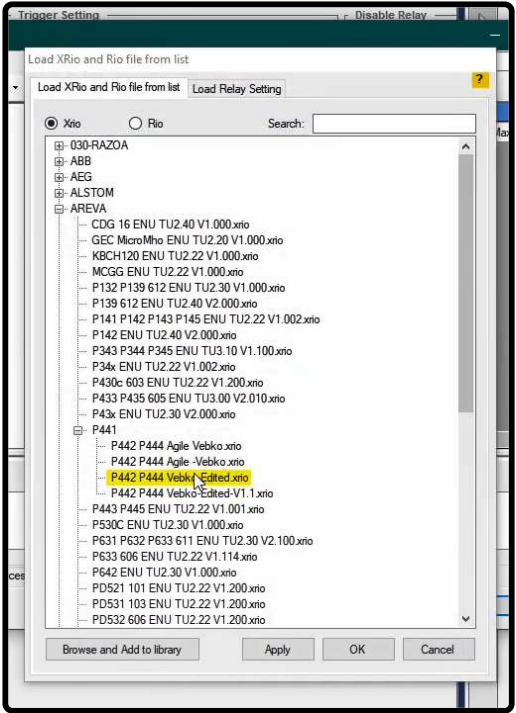 Trigger Setting
Disable Relay
Load XRio and Rio file from list
Load XRio and Rio file from list
Load Relay Setting
?
Xrio
Rio
Search:
030-RAZOA
ABB
AEG
ALSTOM
AREVA
CDG 16 ENU TU2.40 V1.000.xrio
GEC MicroMho ENU TU2.20 V1.000.xrio
KBCH120 ENU TU2.22 V1.000.xrio
MCGG ENU TU2.22 V1.000.xrio
P132 P139 612 ENU TU2.30 V1.000.xrio
P139 612 ENU TU2.40 V2.000.xrio
P141 P142 P143 P145 ENU TU2.22 V1.002.xrio
P142 ENU TU2.40 V2.000.xrio
P343 P344 P345 ENU TU3.10 V1.100.xrio
P34x ENU TU2.22 V1.002.xrio
P430c 603 ENU TU2.22 V1.200.xrio
P433 P435 605 ENU TU3.00 V2.010.xrio
P43x ENU TU2.30 V2.000.xrio
P441
P442 P444 Agile Vebko.xrio
P442 P444 Agile -Vebko.xrio
P442 P444 Vebko-Edited.xrio
P442 P444 Vebko-Edited-V1.1.xrio
P443 P445 ENU TU2.22 V1.001.xrio
P530C ENU TU2.30 V1.000.xrio
P631 P632 P633 611 ENU TU2.30 V2.100.xrio
P633 606 ENU TU2.22 V1.114.xrio
P642 ENU TU2.30 V1.000.xrio
PD521 101 ENU TU2.22 V1.200.xrio
PD531 103 ENU TU2.22 V1.200.xrio
PD532 606 ENU TU2.22 V1.200.xrio
Browse and Add to library
Apply
OK
Cancel